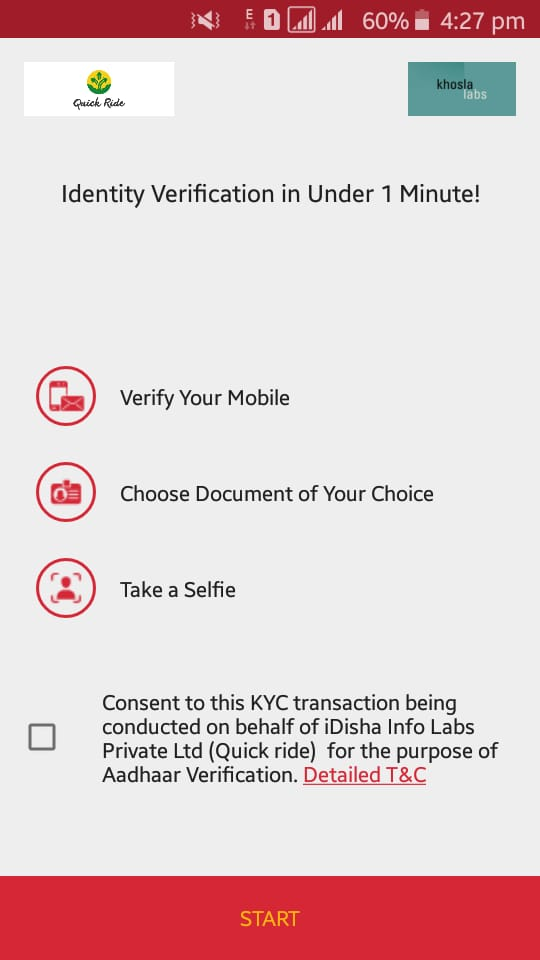 E 1 60% 4:27 pm
Quick Ride
khosla
labs
Identity Verification in Under 1 Minute!
Verify Your Mobile
Choose Document of Your Choice
Take a Selfie
Consent to this KYC transaction being
conducted on behalf of iDisha Info Labs
Private Ltd (Quick ride)  for the purpose of
Aadhaar Verification. Detailed T&C
START